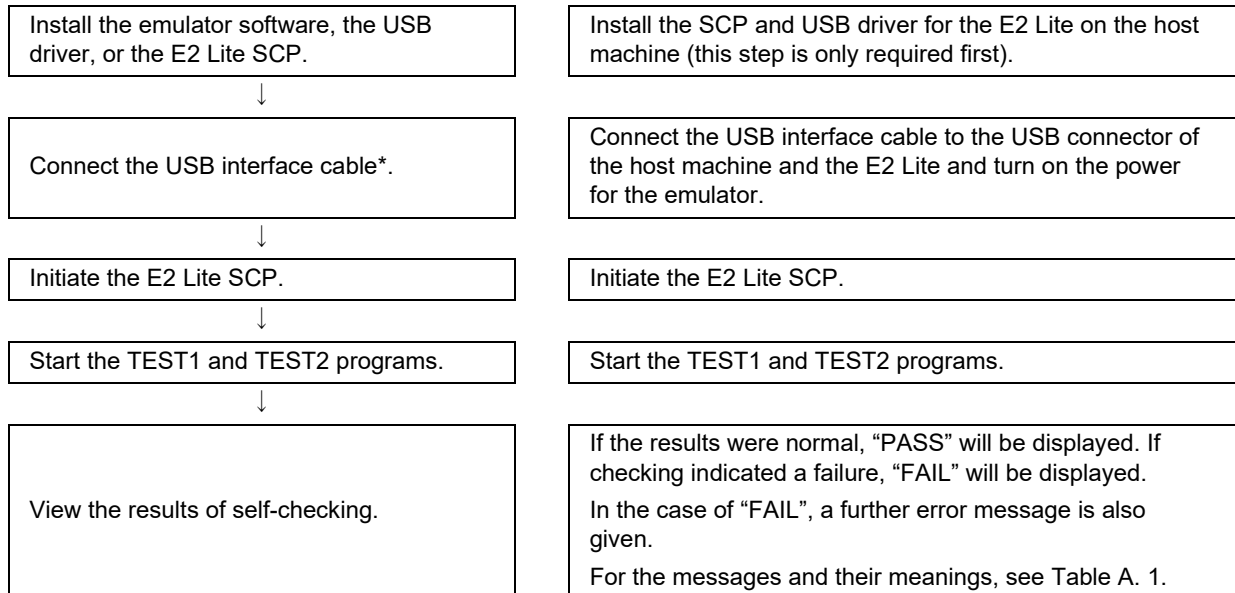 Install the emulator software, the USB
driver, or the E2 Lite SCP.
Install the SCP and USB driver for the E2 Lite on the host
machine (this step is only required first).
↓
Connect the USB interface cable*.
Connect the USB interface cable to the USB connector of
the host machine and the E2 Lite and turn on the power
for the emulator.
↓
Initiate the E2 Lite SCP.
Initiate the E2 Lite SCP.
↓
Start the TEST1 and TEST2 programs.
Start the TEST1 and TEST2 programs.
↓
View the results of self-checking.
If the results were normal, “PASS” will be displayed. If
checking indicated a failure, “FAIL” will be displayed.
In the case of “FAIL”, a further error message is also
given.
For the messages and their meanings, see Table A. 1.